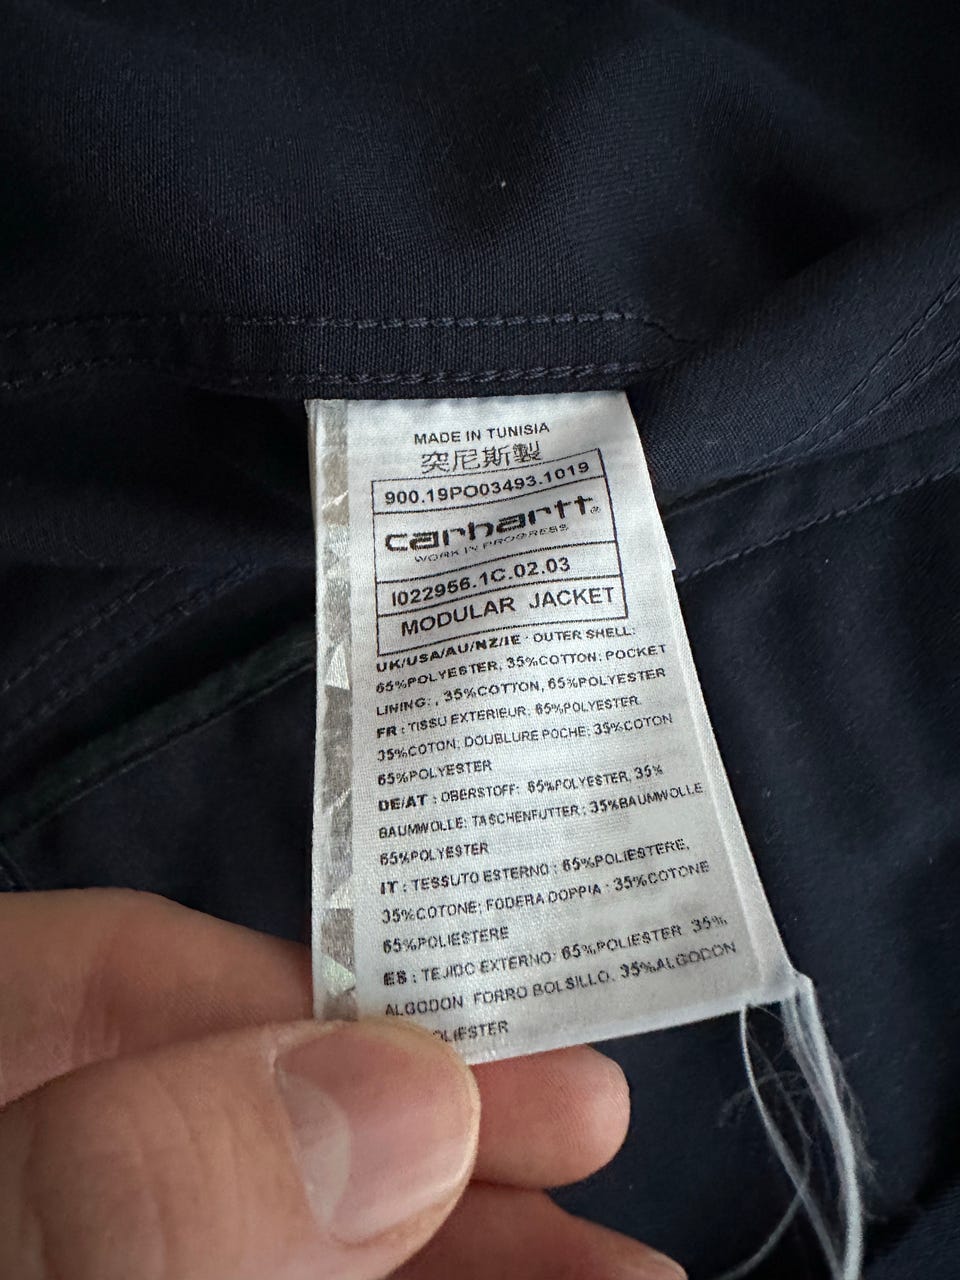 MADE IN TUNISIA
突尼斯製
900.19PO03493.1019
carhartt®
WORK IN PROGRESS
I022956.1C.02.03
MODULAR JACKET
UK/USA/AU/NZ/IE · OUTER SHELL:
65%POLYESTER, 35%COTTON; POCKET
LINING: , 35%COTTON, 65%POLYESTER
FR : TISSU EXTERIEUR: 65%POLYESTER
35%COTON; DOUBLURE POCHE: 35%COTON
65%POLYESTER
DE/AT : OBERSTOFF: 65%POLYESTER, 35%
BAUMWOLLE; TASCHENFUTTER: 35%BAUMWOLLE
65%POLYESTER
IT : TESSUTO ESTERNO : 65%POLIESTERE,
35%COTONE; FODERA DOPPIA : 35%COTONE
65%POLIESTERE
ES : TEJIDO EXTERNO: 65%POLIESTER 35%
ALGODON FORRO BOLSILLO. 35%ALGODON
OLIESTER